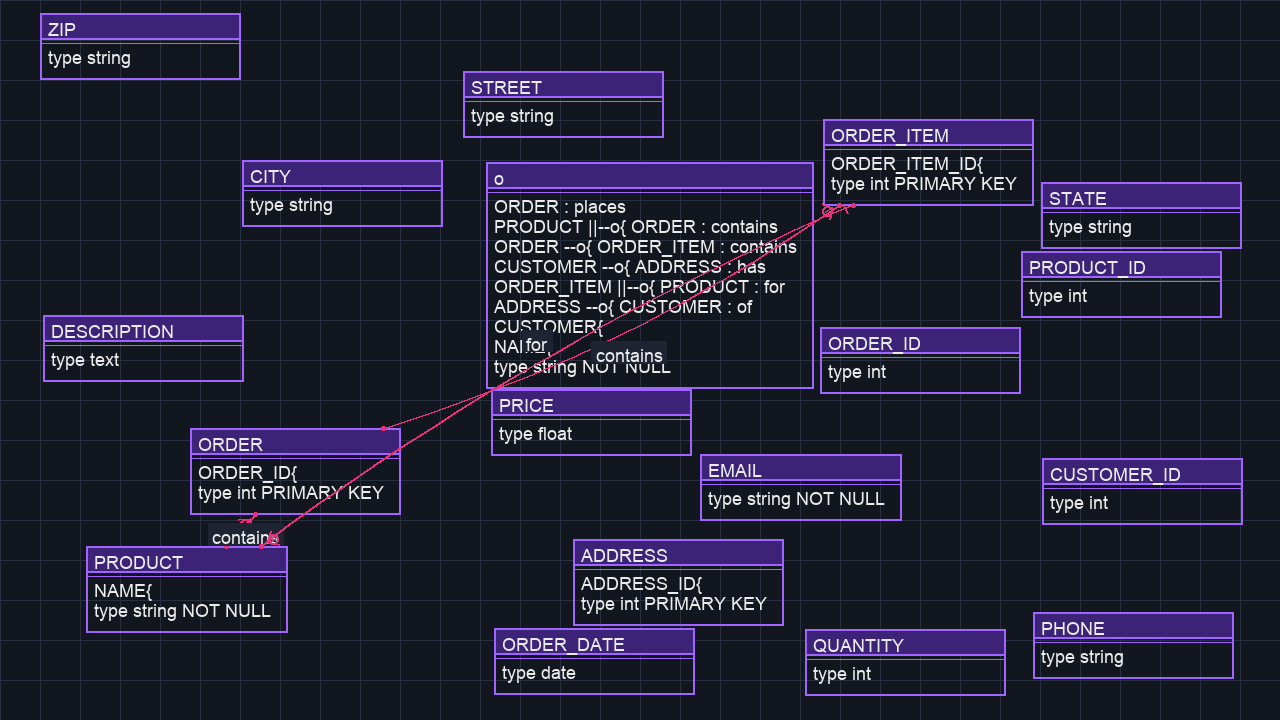 ZIP
type string
STREET
type string
ORDER_ITEM
ORDER_ITEM_ID{
type int PRIMARY KEY
CITY
type string
o
ORDER : places
PRODUCT ||--o{ ORDER : contains
ORDER --o{ ORDER_ITEM : contains
CUSTOMER --o{ ADDRESS : has
ORDER_ITEM ||--o{ PRODUCT : for
ADDRESS --o{ CUSTOMER : of
CUSTOMER{
type string NOT NULL
for
contains
STATE
type string
PRODUCT_ID
type int
DESCRIPTION
type text
ORDER_ID
type int
PRICE
type float
ORDER
ORDER_ID{
type int PRIMARY KEY
EMAIL
type string NOT NULL
CUSTOMER_ID
type int
contains
PRODUCT
NAME{
type string NOT NULL
ADDRESS
ADDRESS_ID{
type int PRIMARY KEY
ORDER_DATE
type date
QUANTITY
type int
PHONE
type string